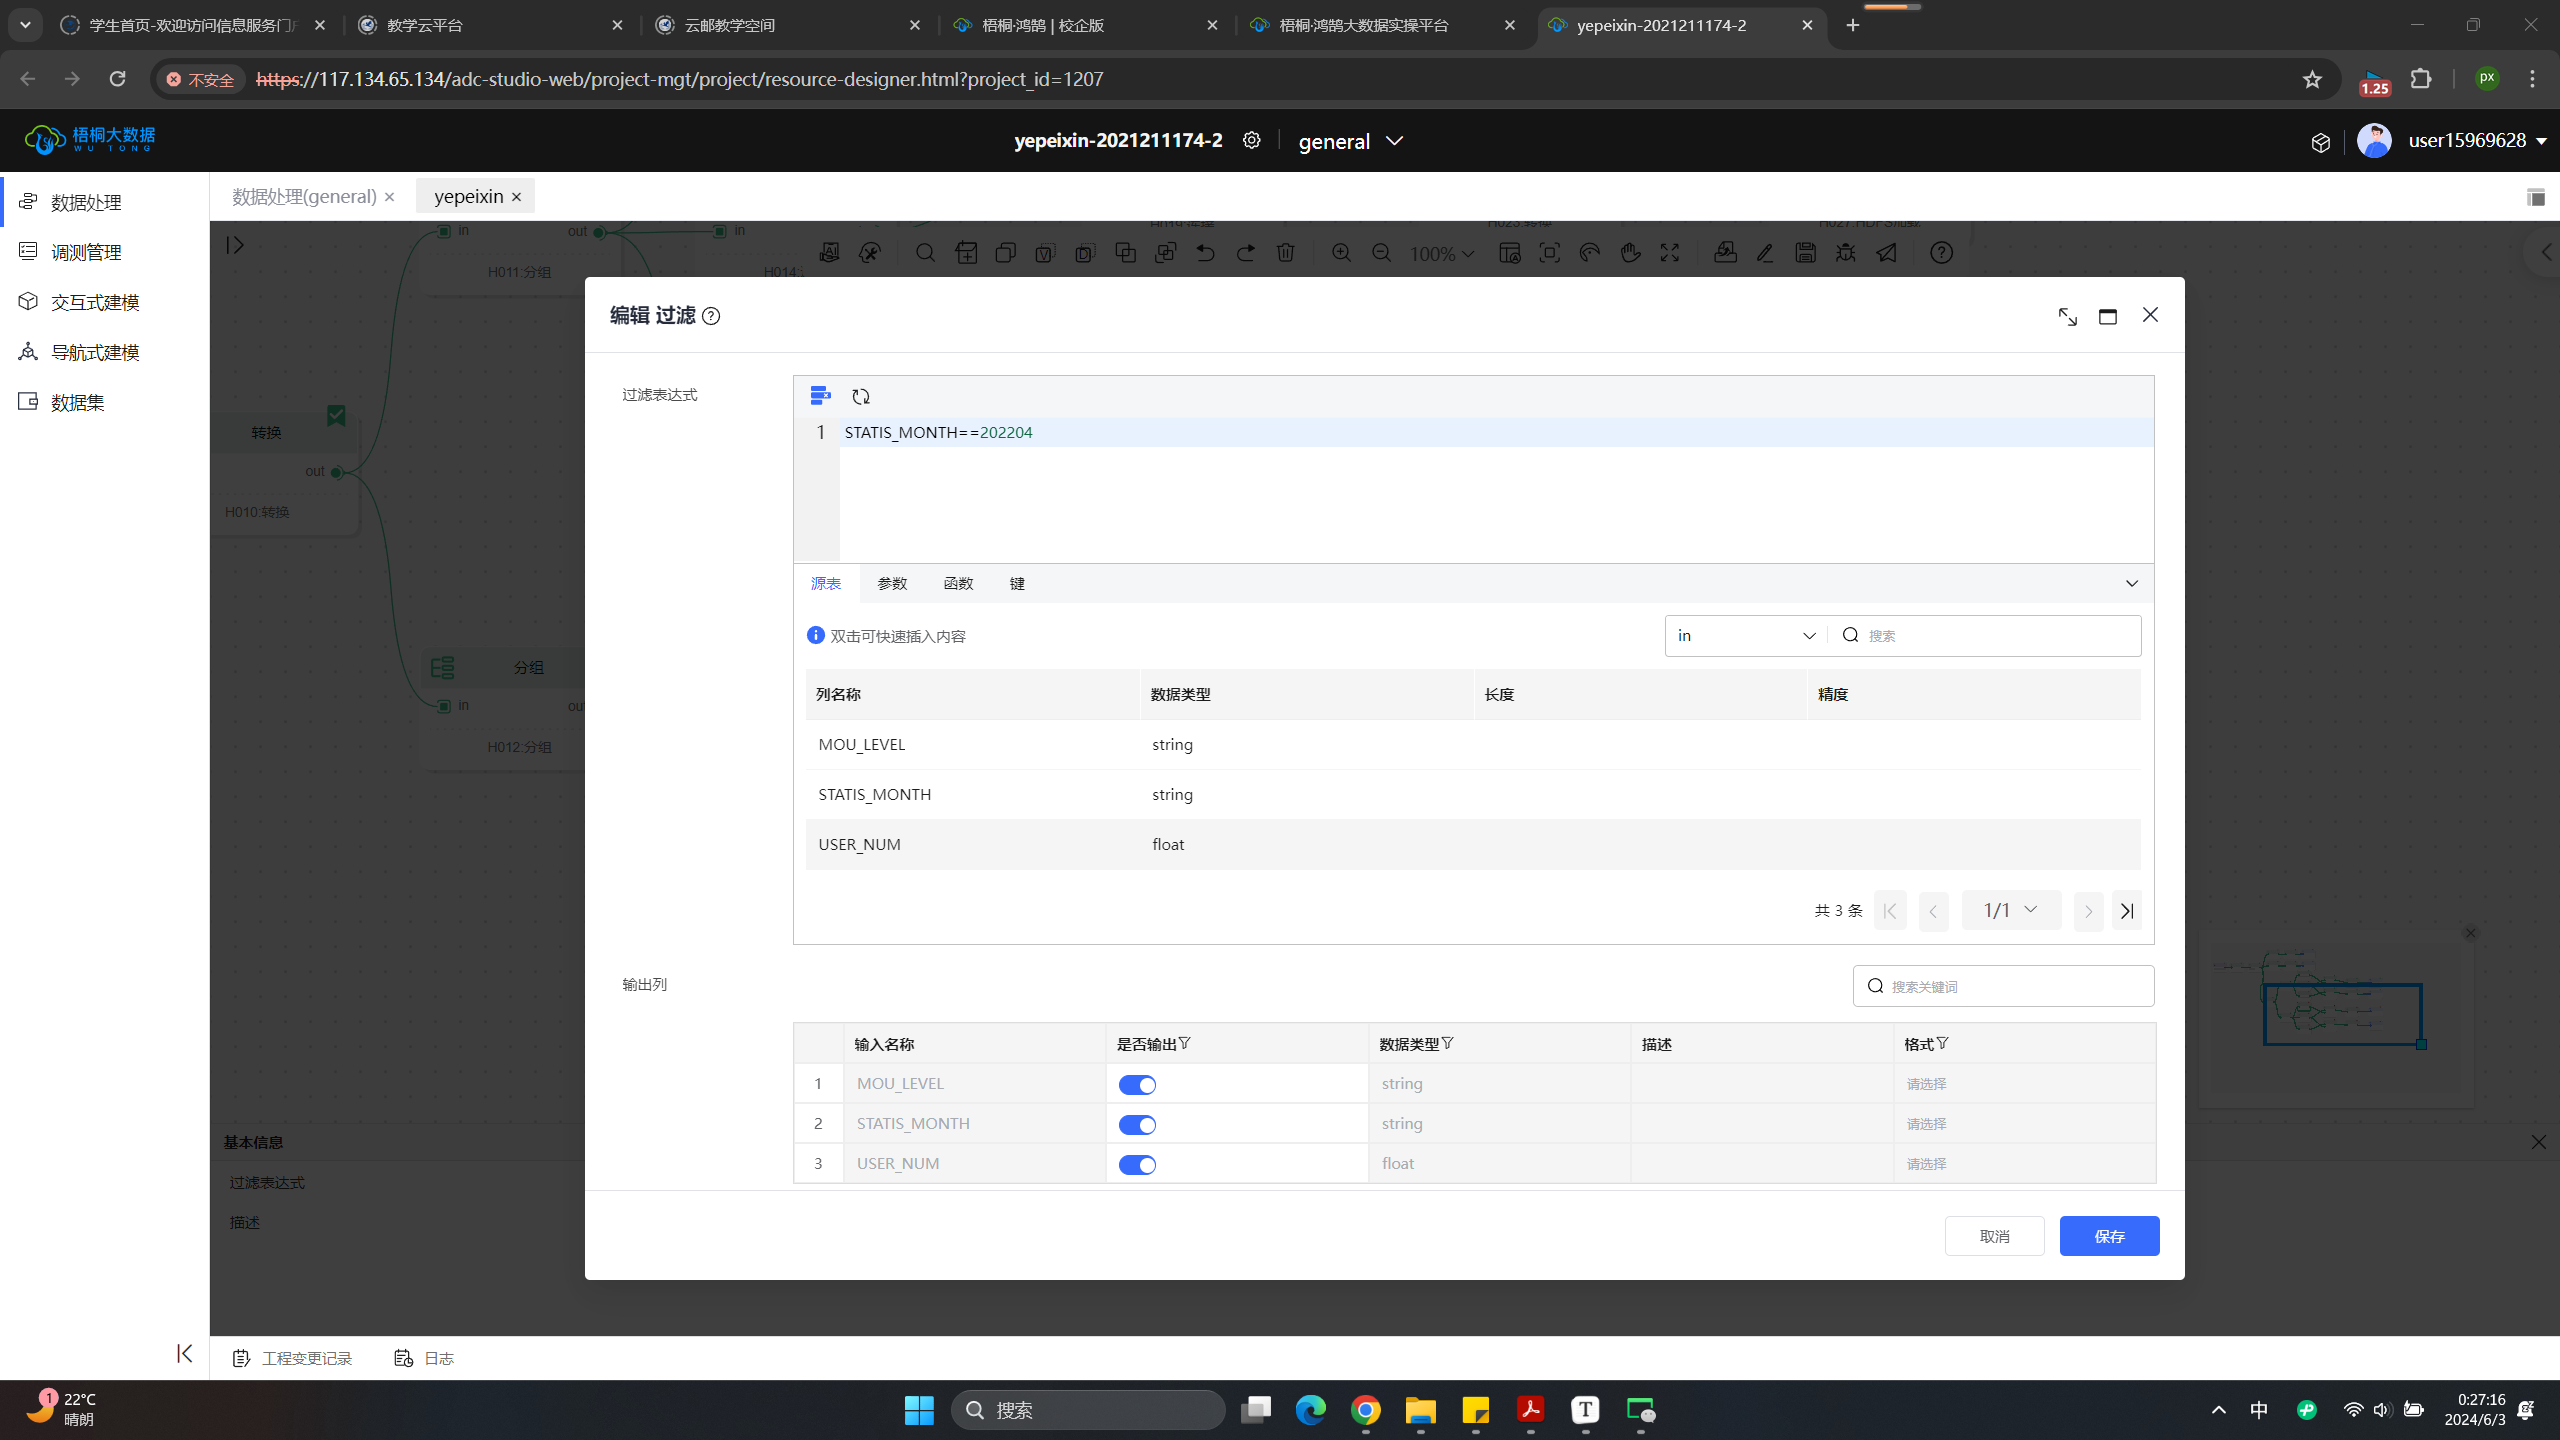 学生首页-欢迎访问信息服务门户
教学云平台
云邮教学空间
梧桐·鸿鹄 | 校企版
梧桐·鸿鹄大数据实操平台
yepeixin-2021211174-2
不安全
https://117.134.65.134/adc-studio-web/project-mgt/project/resource-designer.html?project_id=1207
1.25
px
梧桐大数据
WU TONG
yepeixin-2021211174-2
general
user15969628
数据处理
调测管理
交互式建模
导航式建模
数据集
数据处理(general)
yepeixin
in
out
in
H011:分组
H014:
H023:转换
100%
转换
out
H010:转换
分组
in
out
H012:分组
编辑 过滤
过滤表达式
1
STATIS_MONTH==202204
源表
参数
函数
键
双击可快速插入内容
in
搜索
列名称
数据类型
长度
精度
MOU_LEVEL
string
STATIS_MONTH
string
USER_NUM
float
共 3 条
1/1
输出列
搜索关键词
输入名称
是否输出
数据类型
描述
格式
1
MOU_LEVEL
string
请选择
2
STATIS_MONTH
string
请选择
3
USER_NUM
float
请选择
取消
保存
基本信息
过滤表达式
描述
工程变更记录
日志
1
22°C
晴朗
搜索
中
0:27:16
2024/6/3